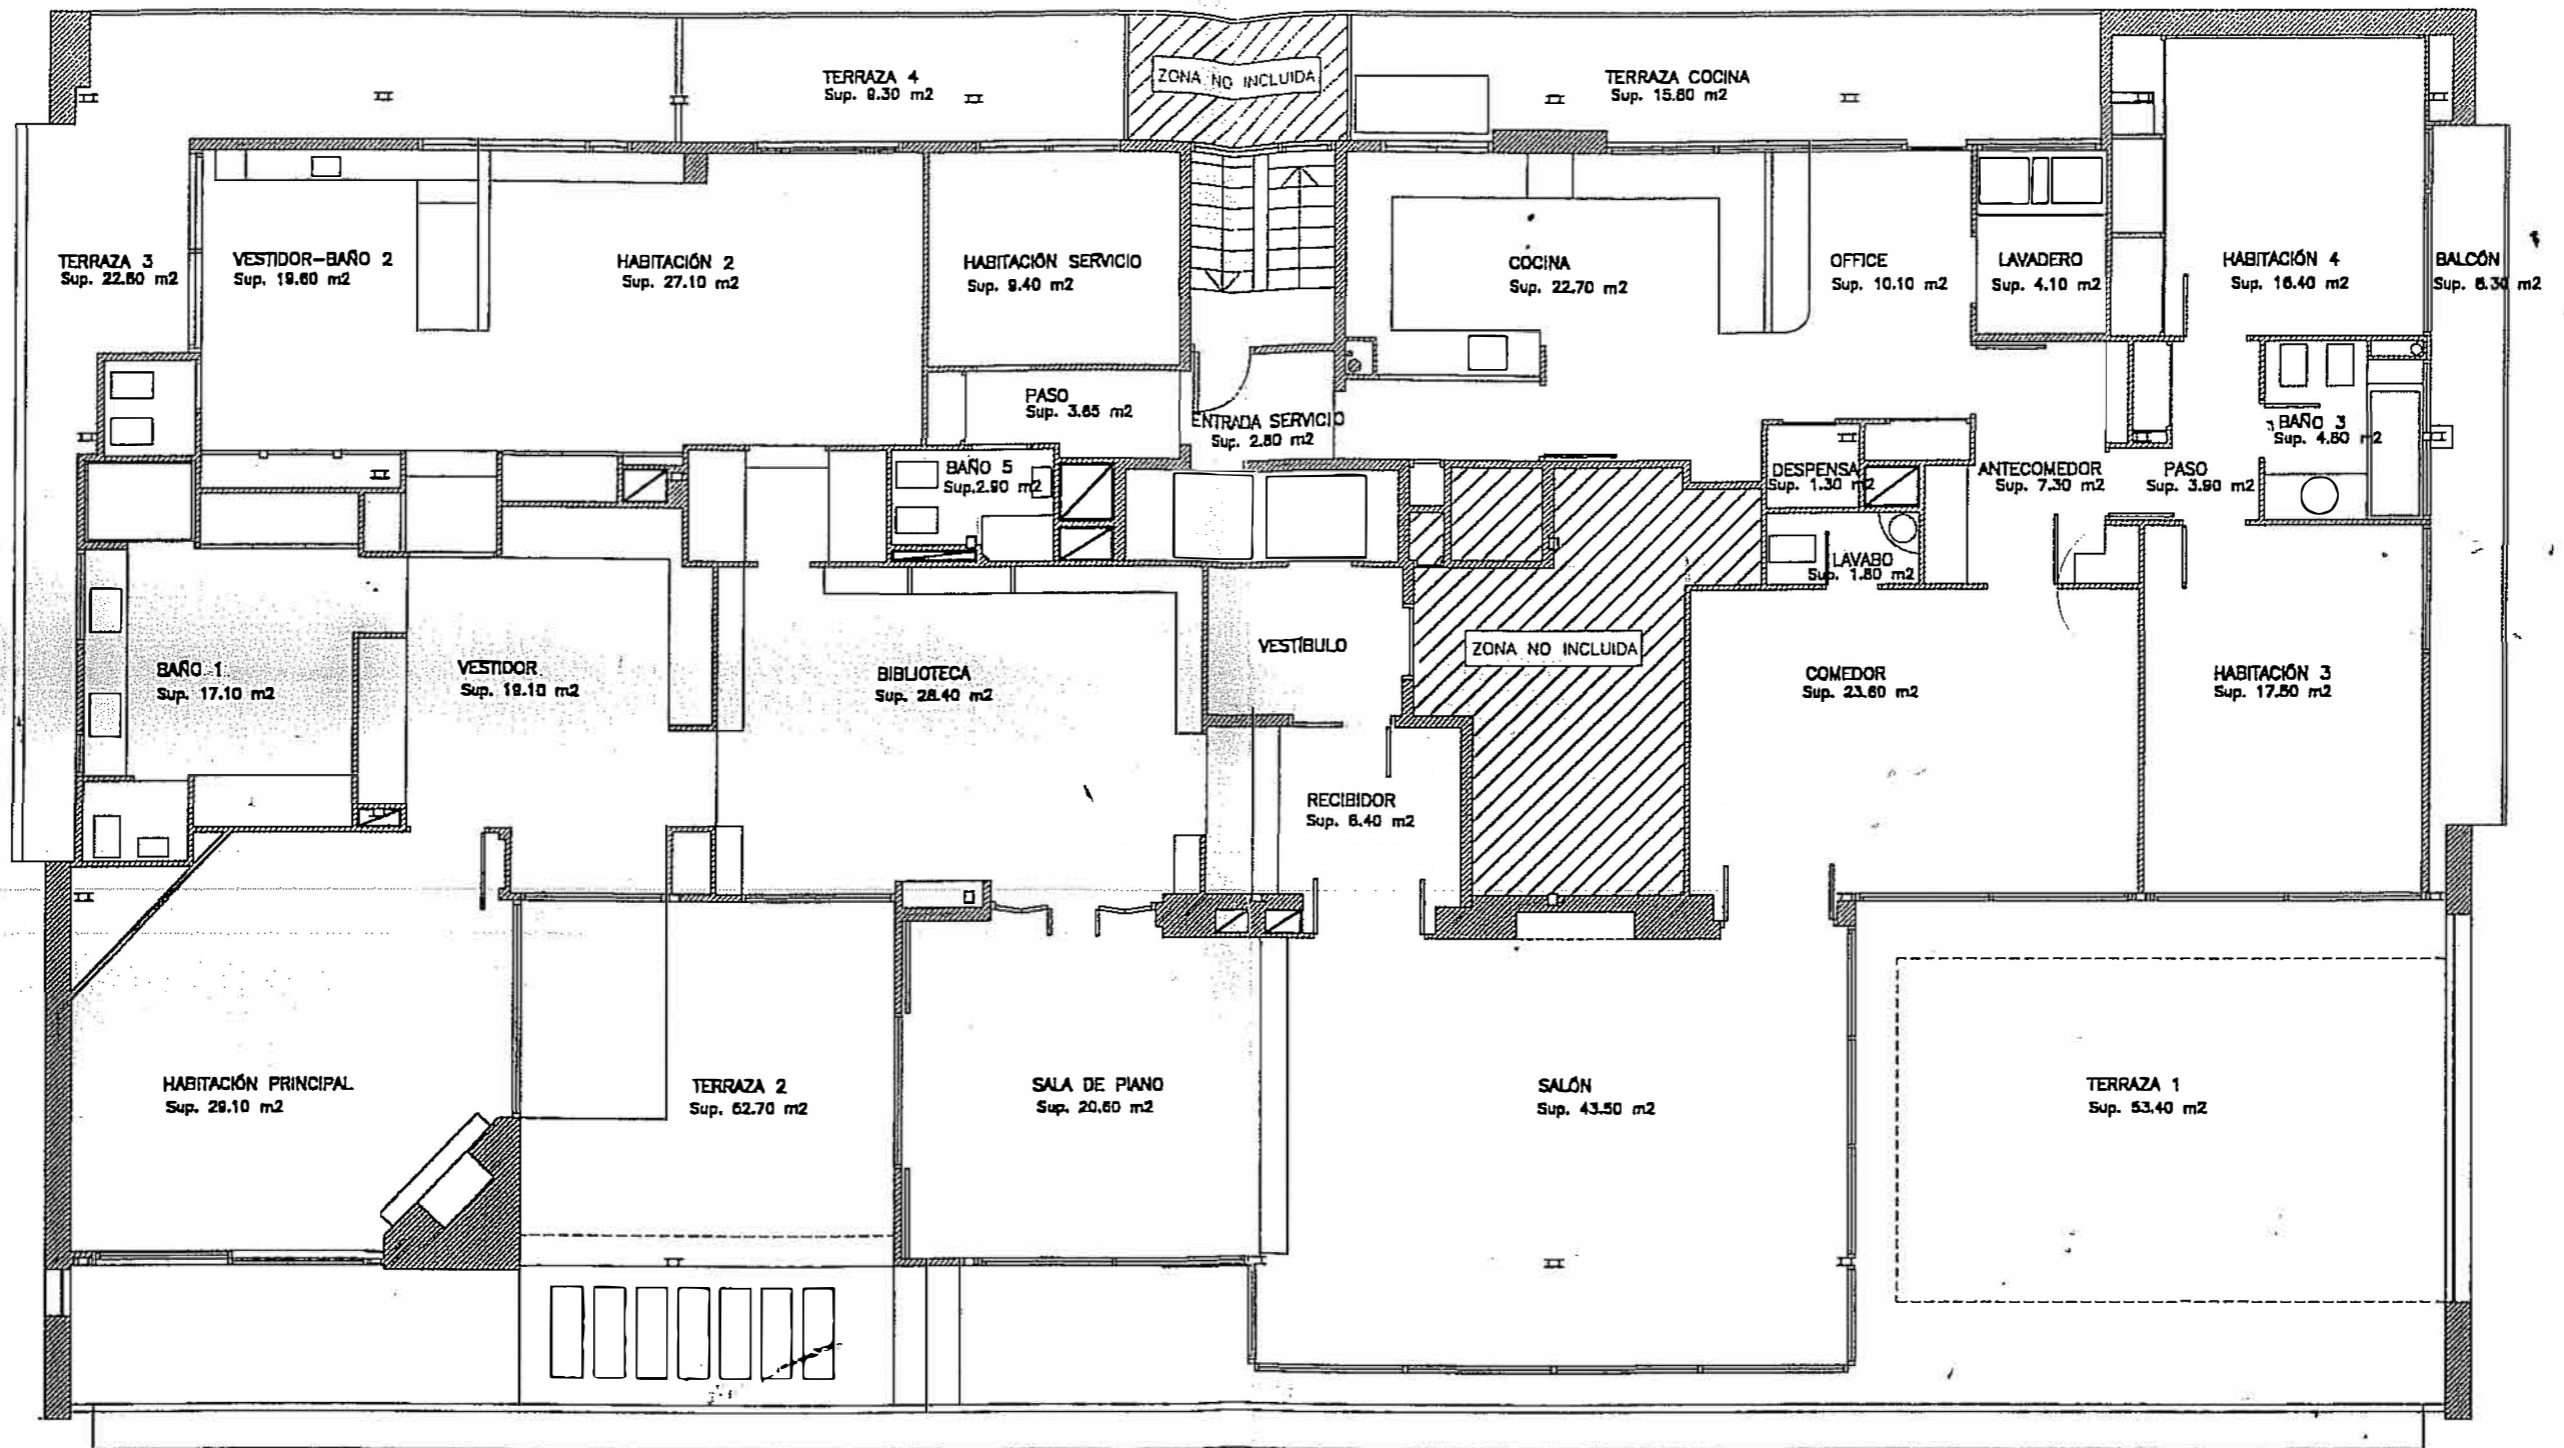 TERRAZA 4
Sup. 9.30 m2
ZONA NO INCLUIDA
TERRAZA COCINA
Sup. 15.80 m2
TERRAZA 3
Sup. 22.80 m2
VESTIDOR-BAÑO 2
Sup. 19.60 m2
HABITACIÓN 2
Sup. 27.10 m2
HABITACIÓN SERVICIO
Sup. 9.40 m2
COCINA
Sup. 22.70 m2
OFFICE
Sup. 10.10 m2
LAVADERO
Sup. 4.10 m2
HABITACIÓN 4
Sup. 16.40 m2
BALCÓN
Sup. 8.30 m2
PASO
Sup. 3.65 m2
ENTRADA SERVICIO
Sup. 2.80 m2
BAÑO 3
Sup. 4.80 m2
BAÑO 5
Sup. 2.90 m2
DESPENSA
Sup. 1.30 m2
ANTECOMEDOR
Sup. 7.30 m2
PASO
Sup. 3.90 m2
LAVABO
Sup. 1.80 m2
BAÑO 1
Sup. 17.10 m2
VESTIDOR
Sup. 19.10 m2
BIBLIOTECA
Sup. 28.40 m2
VESTÍBULO
ZONA NO INCLUIDA
COMEDOR
Sup. 23.60 m2
HABITACIÓN 3
Sup. 17.50 m2
RECIBIDOR
Sup. 8.40 m2
HABITACIÓN PRINCIPAL
Sup. 29.10 m2
TERRAZA 2
Sup. 62.70 m2
SALA DE PIANO
Sup. 20.60 m2
SALÓN
Sup. 43.50 m2
TERRAZA 1
Sup. 53.40 m2